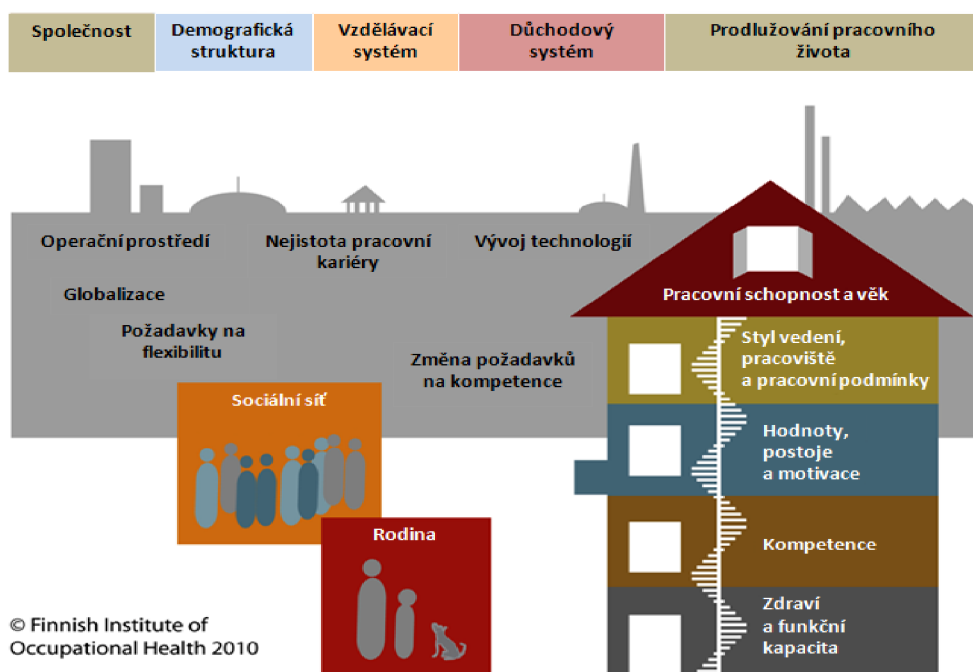 Společnost
Demografická
struktura
Vzdělávací
systém
Důchodový
systém
Prodlužování pracovního
života
Operační prostředí
Nejistota pracovní
kariéry
Vývoj technologií
Globalizace
Požadavky na
flexibilitu
Změna požadavků
na kompetence
Pracovní schopnost a věk
Styl vedení,
pracoviště
a pracovní podmínky
Hodnoty,
postoje
a motivace
Kompetence
Zdraví
a funkční
kapacita
Sociální síť
Rodina
© Finnish Institute of
Occupational Health 2010